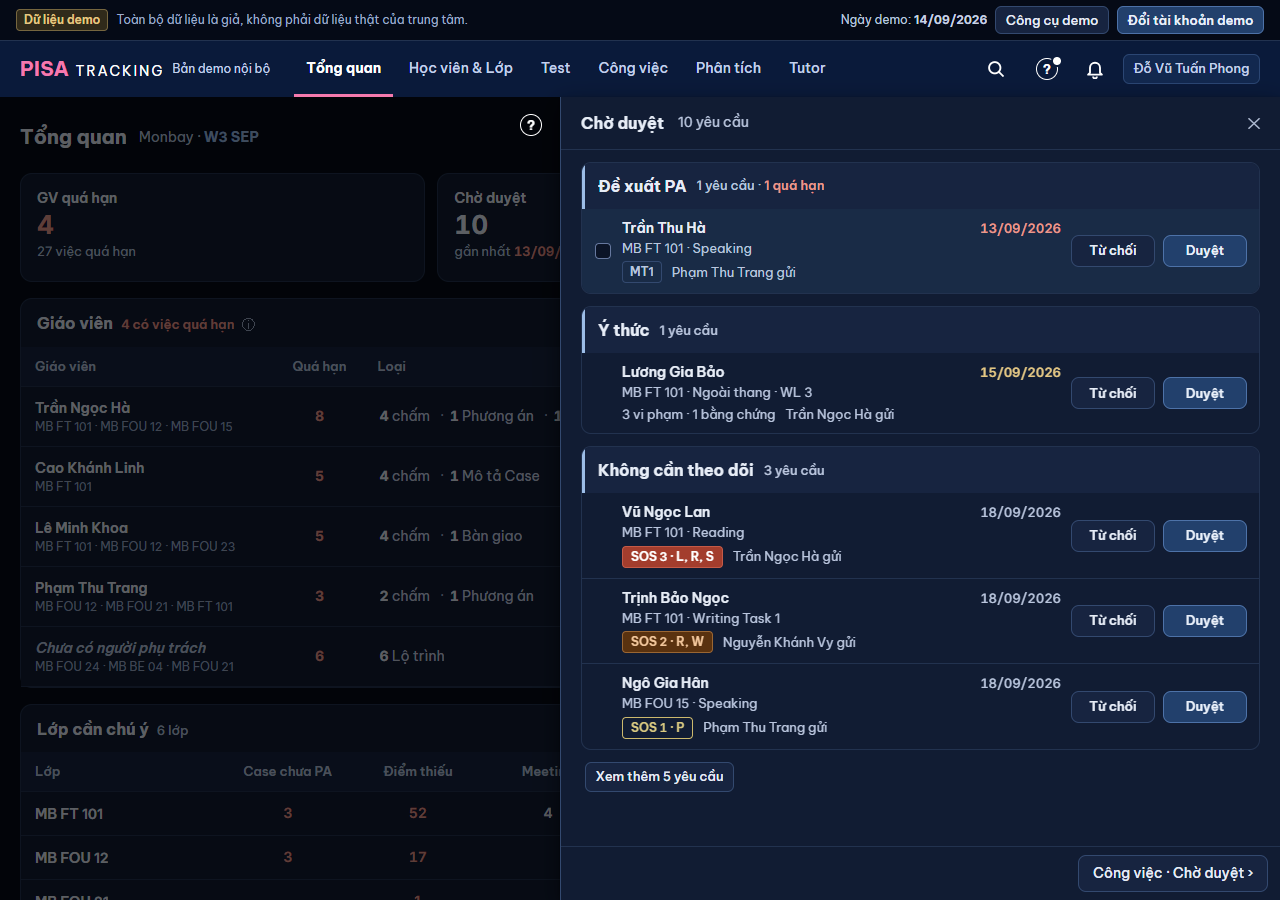 Dữ liệu demo Toàn bộ dữ liệu là giả, không phải dữ liệu thật của trung tâm.
Ngày demo: 14/09/2026 Công cụ demo Đổi tài khoản demo
PISA TRACKING Bản demo nội bộ Tổng quan Học viên & Lớp Test Công việc Phân tích Tutor ? Đỗ Vũ Tuấn Phong
Tổng quan Monbay · W3 SEP ?
GV quá hạn
4
27 việc quá hạn
Chờ duyệt
10
gần nhất 13/09/
Giáo viên 4 có việc quá hạn
Giáo viên Quá hạn Loại
Trần Ngọc Hà
MB FT 101 · MB FOU 12 · MB FOU 15
8 4 chấm · 1 Phương án · 1
Cao Khánh Linh
MB FT 101
5 4 chấm · 1 Mô tả Case
Lê Minh Khoa
MB FT 101 · MB FOU 12 · MB FOU 23
5 4 chấm · 1 Bàn giao
Phạm Thu Trang
MB FOU 12 · MB FOU 21 · MB FT 101
3 2 chấm · 1 Phương án
Chưa có người phụ trách
MB FOU 24 · MB BE 04 · MB FOU 21
6 6 Lộ trình
Lớp cần chú ý 6 lớp
Lớp Case chưa PA Điểm thiếu Meeti
MB FT 101 3 52 4
MB FOU 12 3 17
Chờ duyệt 10 yêu cầu
Đề xuất PA 1 yêu cầu · 1 quá hạn
Trần Thu Hà 13/09/2026
MB FT 101 · Speaking
MT1 Phạm Thu Trang gửi
Từ chối Duyệt
Ý thức 1 yêu cầu
Lương Gia Bảo 15/09/2026
MB FT 101 · Ngoài thang · WL 3
3 vi phạm · 1 bằng chứng Trần Ngọc Hà gửi
Từ chối Duyệt
Không cần theo dõi 3 yêu cầu
Vũ Ngọc Lan 18/09/2026
MB FT 101 · Reading
SOS 3 · L, R, S Trần Ngọc Hà gửi
Từ chối Duyệt
Trịnh Bảo Ngọc 18/09/2026
MB FT 101 · Writing Task 1
SOS 2 · R, W Nguyễn Khánh Vy gửi
Từ chối Duyệt
Ngô Gia Hân 18/09/2026
MB FOU 15 · Speaking
SOS 1 · P Phạm Thu Trang gửi
Từ chối Duyệt
Xem thêm 5 yêu cầu
Công việc · Chờ duyệt ›